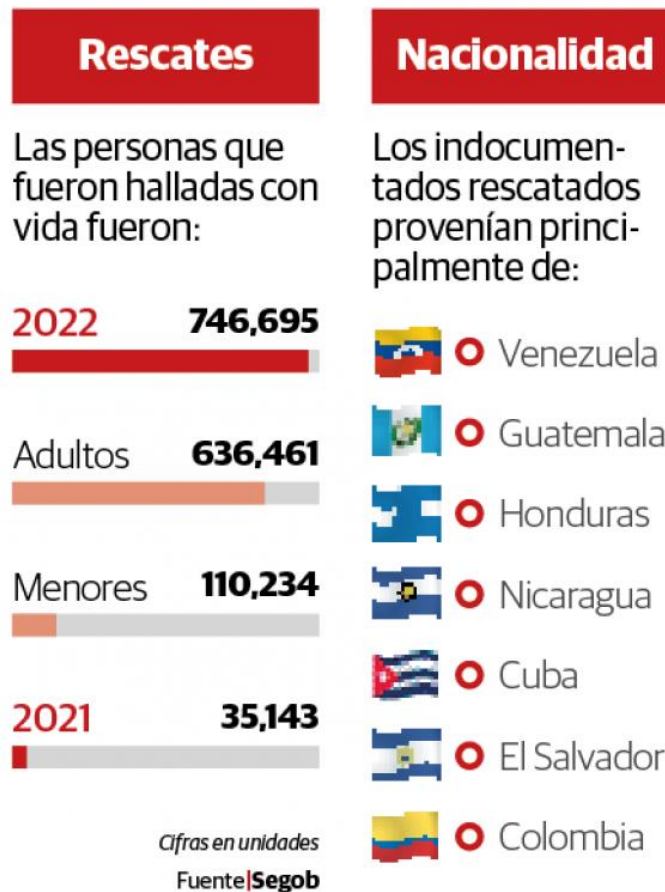 Rescates
Las personas que
fueron halladas con
vida fueron:
2022 746,695
Adultos 636,461
Menores 110,234
2021 35,143
Cifras en unidades
Fuente|Segob
Nacionalidad
Los indocumen-
tados rescatados
provenían princi-
palmente de:
Venezuela
Guatemala
Honduras
Nicaragua
Cuba
El Salvador
Colombia